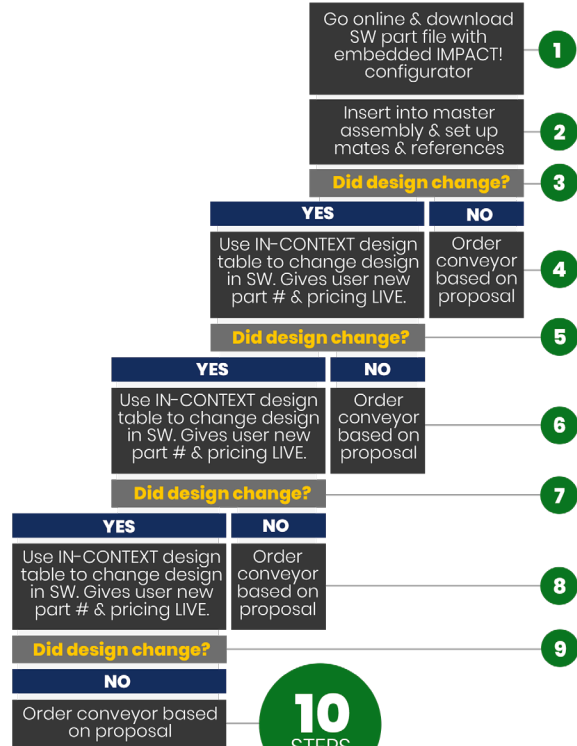 Go online & download
SW part file with
embedded IMPACT!
configurator
1
Insert into master
assembly & set up
mates & references
2
Did design change?
3
YES
NO
Use IN-CONTEXT design
table to change design
in SW. Gives user new
part # & pricing LIVE.
Order
conveyor
based on
proposal
4
Did design change?
5
YES
NO
Use IN-CONTEXT design
table to change design
in SW. Gives user new
part # & pricing LIVE.
Order
conveyor
based on
proposal
6
Did design change?
7
YES
NO
Use IN-CONTEXT design
table to change design
in SW. Gives user new
part # & pricing LIVE.
Order
conveyor
based on
proposal
8
Did design change?
9
NO
Order conveyor based
on proposal
10
STEPS